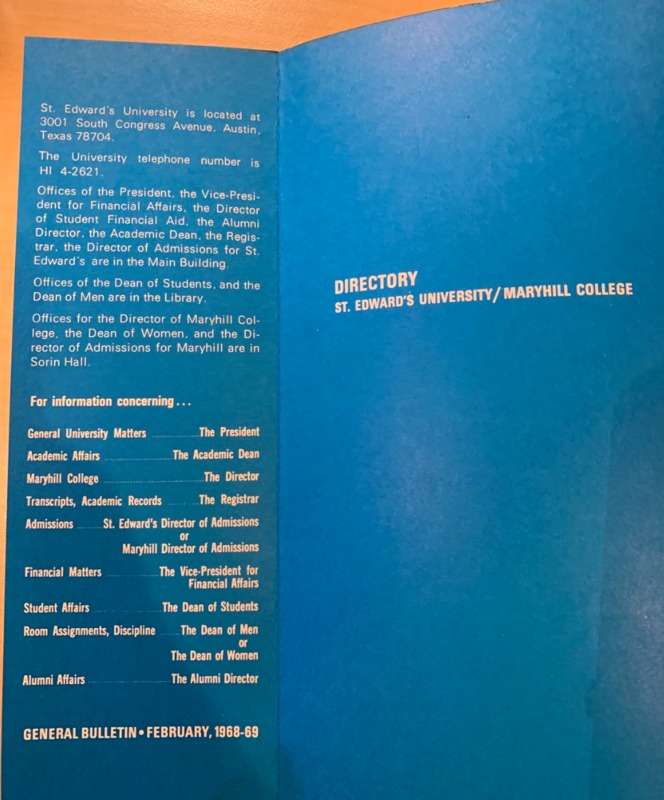 St. Edward's University is located at
3001 South Congress Avenue, Austin,
Texas 78704.
The University telephone number is
HI 4-2621.
Offices of the President, the Vice-Presi-
dent for Financial Affairs, the Director
of Student Financial Aid, the Alumni
Director, the Academic Dean, the Regis-
trar, the Director of Admissions for St.
Edward's are in the Main Building.
Offices of the Dean of Students, and the
Dean of Men are in the Library.
Offices for the Director of Maryhill Col-
lege, the Dean of Women, and the Di-
rector of Admissions for Maryhill are in
Sorin Hall.
For information concerning...
General University Matters ............ The President
Academic Affairs ............ The Academic Dean
Maryhill College ............ The Director
Transcripts, Academic Records ............ The Registrar
Admissions ............ St. Edward's Director of Admissions
or
Maryhill Director of Admissions
Financial Matters ............ The Vice-President for
Financial Affairs
Student Affairs ............ The Dean of Students
Room Assignments, Discipline ............ The Dean of Men
or
The Dean of Women
Alumni Affairs ............ The Alumni Director
GENERAL BULLETIN • FEBRUARY, 1968-69
DIRECTORY
ST. EDWARD'S UNIVERSITY/MARYHILL COLLEGE